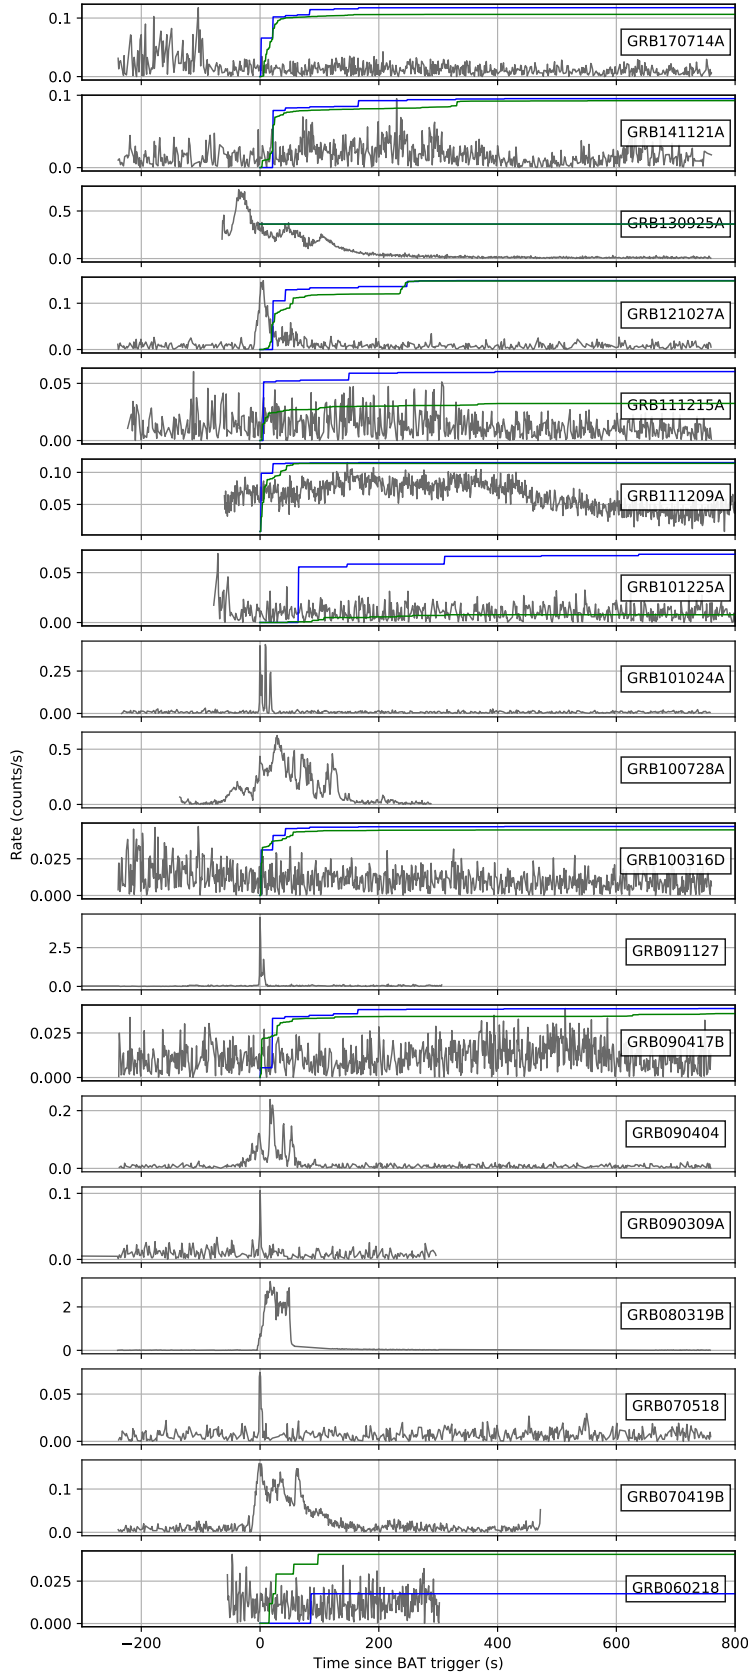 0.1
0.0
GRB170714A
0.1
0.0
GRB141121A
0.5
0.0
GRB130925A
0.1
0.0
GRB121027A
0.05
0.00
GRB111215A
0.10
0.05
GRB111209A
0.05
0.00
GRB101225A
0.25
0.00
GRB101024A
0.5
0.0
GRB100728A
Rate (counts/s)
0.025
0.000
GRB100316D
2.5
0.0
GRB091127
0.025
0.000
GRB090417B
0.2
0.0
GRB090404
0.1
0.0
GRB090309A
2
0
GRB080319B
0.05
0.00
GRB070518
0.1
0.0
GRB070419B
0.025
0.000
GRB060218
−200 0 200 400 600 800
Time since BAT trigger (s)